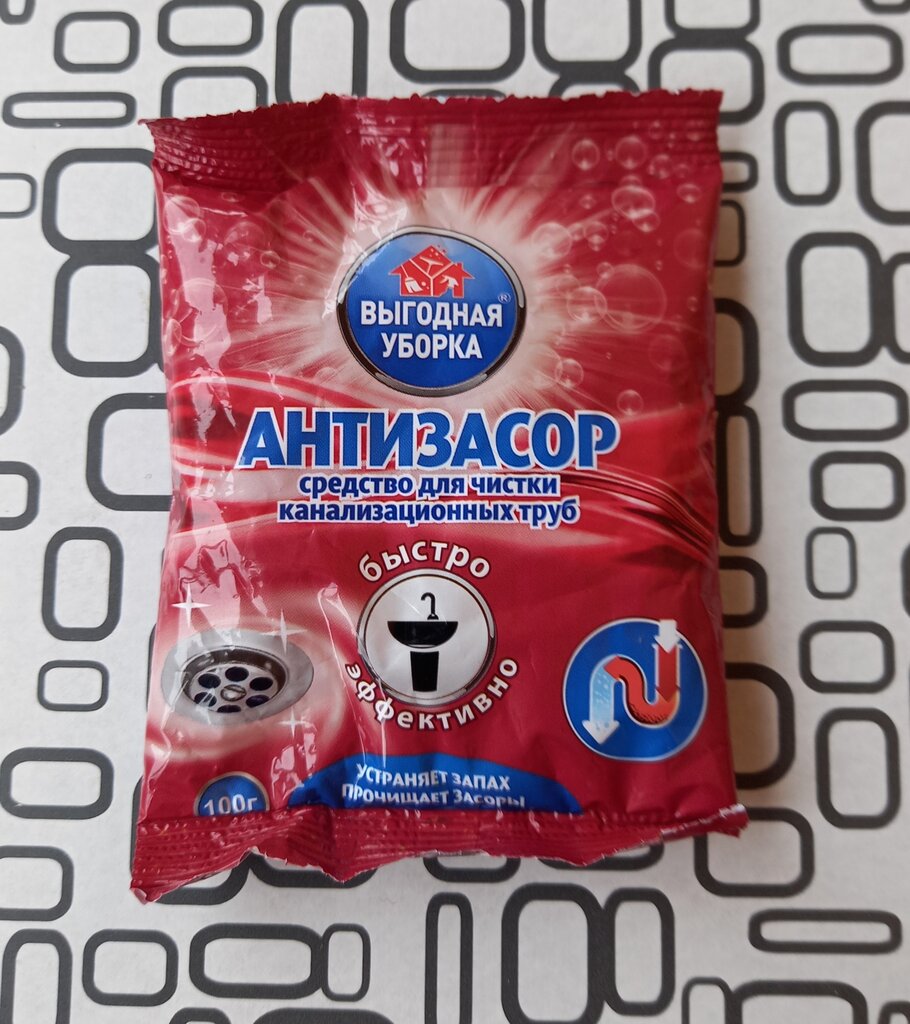 ВЫГОДНАЯ®
УБОРКА
АНТИЗАСОР
средство для чистки
канализационных труб
быстро
эффективно
100г
УСТРАНЯЕТ ЗАПАХ
ПРОЧИЩАЕТ ЗАСОРЫ